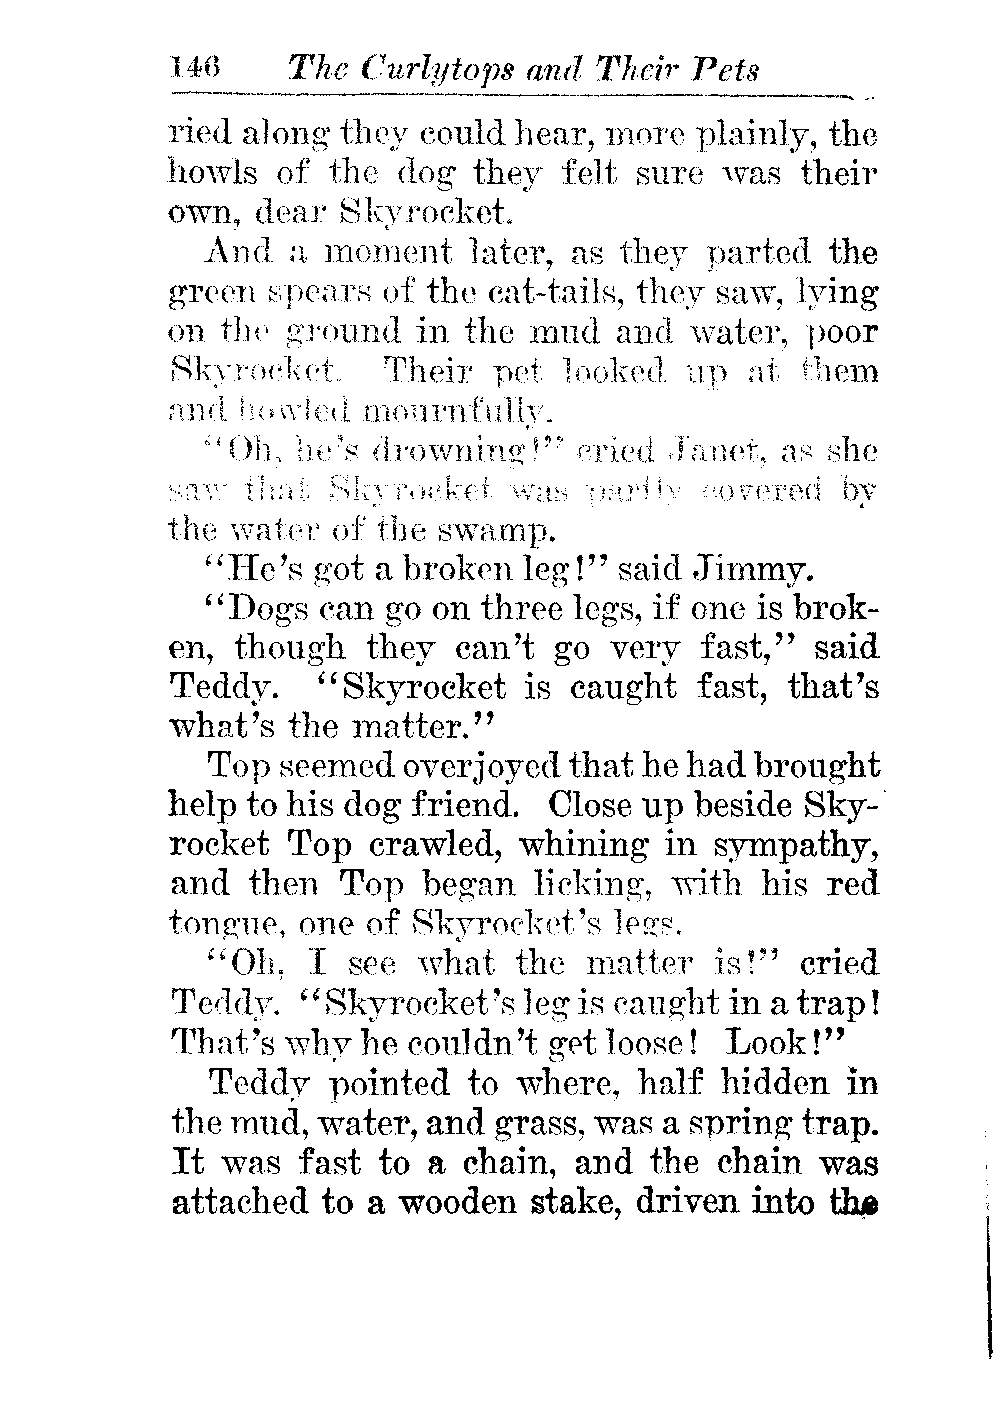 146 The Curlytops and Their Pets
ried along they could hear, more plainly, the
howls of the dog they felt sure was their
own, dear Skyrocket.
And a moment later, as they parted the
green spears of the cat-tails, they saw, lying
on the ground in the mud and water, poor
Skyrocket. Their pet looked up at them
and howled mournfully.
“Oh, he’s drowning!” cried Janet, as she
saw that Skyrocket was partly covered by
the water of the swamp.
“He’s got a broken leg!” said Jimmy.
“Dogs can go on three legs, if one is brok-
en, though they can’t go very fast,” said
Teddy. “Skyrocket is caught fast, that’s
what’s the matter.”
Top seemed overjoyed that he had brought
help to his dog friend. Close up beside Sky-
rocket Top crawled, whining in sympathy,
and then Top began licking, with his red
tongue, one of Skyrocket’s legs.
“Oh, I see what the matter is!” cried
Teddy. “Skyrocket’s leg is caught in a trap!
That’s why he couldn’t get loose! Look!”
Teddy pointed to where, half hidden in
the mud, water, and grass, was a spring trap.
It was fast to a chain, and the chain was
attached to a wooden stake, driven into the